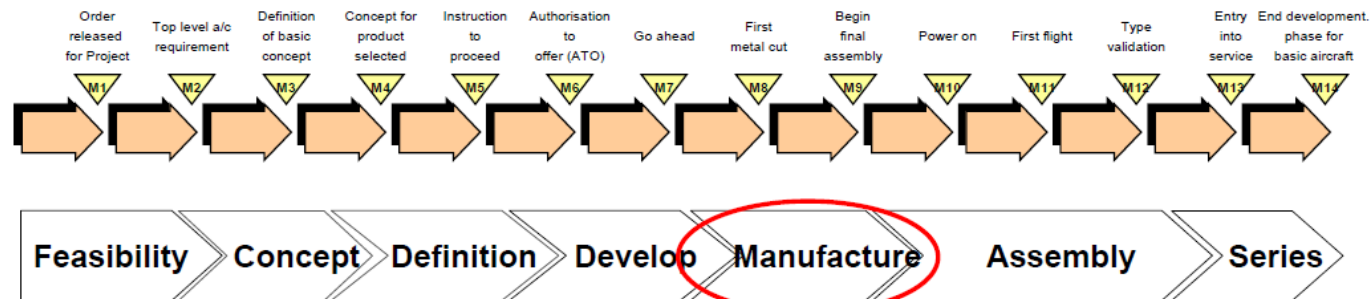 Order
released
for Project
Top level a/c
requirement
Definition
of basic
concept
Concept for
product
selected
Instruction
to
proceed
Authorisation
to
offer (ATO)
Go ahead
First
metal cut
Begin
final
assembly
Power on
First flight
Type
validation
Entry
into
service
End development.
phase for
basic aircraft
M1 M2 M3 M4 M5 M6 M7 M8 M9 M10 M11 M12 M13 M14
Feasibility Concept Definition Develop Manufacture Assembly Series